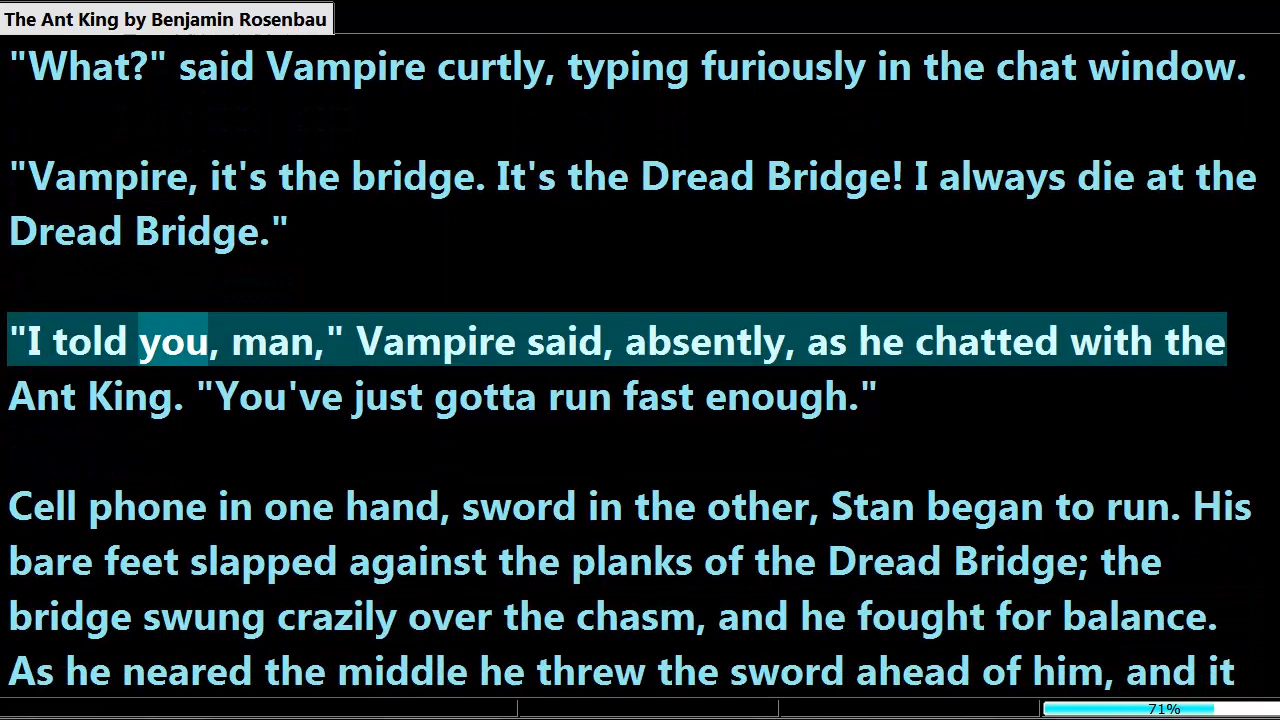 The Ant King by Benjamin Rosenbau
"What?" said Vampire curtly, typing furiously in the chat window.
"Vampire, it's the bridge. It's the Dread Bridge! I always die at the
Dread Bridge."
"I told you, man," Vampire said, absently, as he chatted with the
Ant King. "You've just gotta run fast enough."
Cell phone in one hand, sword in the other, Stan began to run. His
bare feet slapped against the planks of the Dread Bridge; the
bridge swung crazily over the chasm, and he fought for balance.
As he neared the middle he threw the sword ahead of him, and it
71%